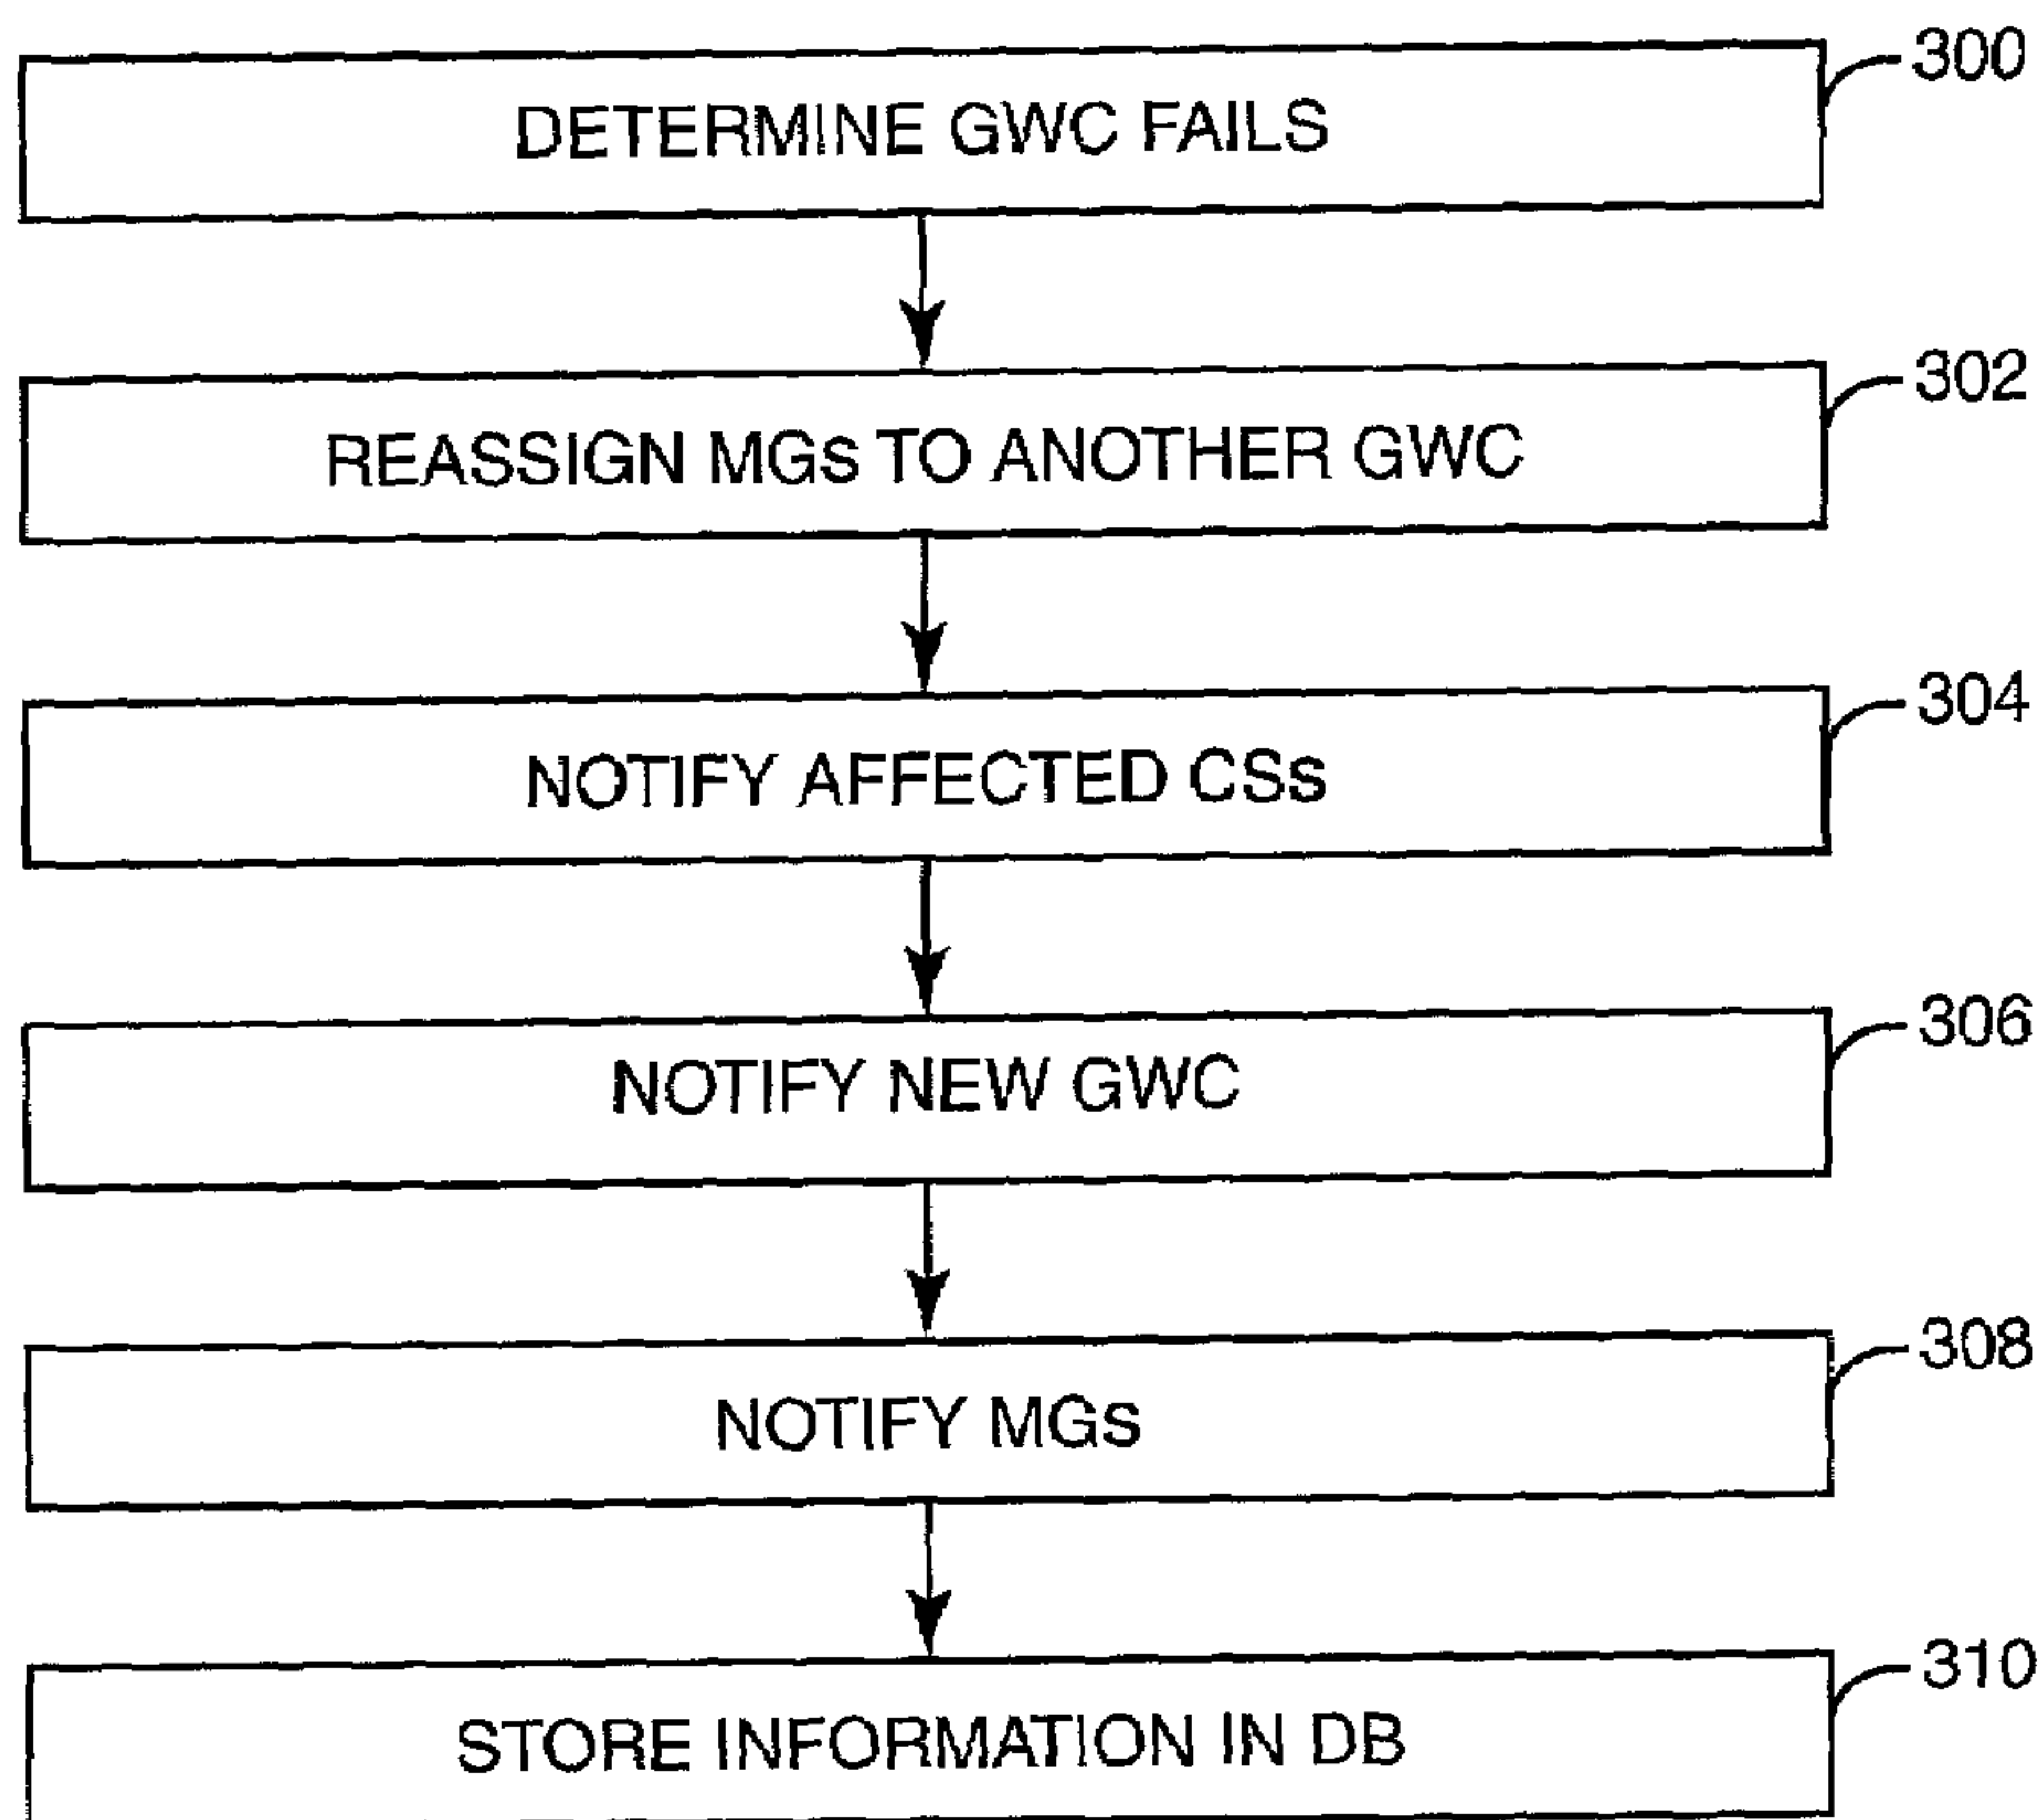 300
DETERMINE GWC FAILS
302
REASSIGN MGs TO ANOTHER GWC
304
NOTIFY AFFECTED CSs
306
NOTIFY NEW GWC
308
NOTIFY MGs
310
STORE INFORMATION IN DB